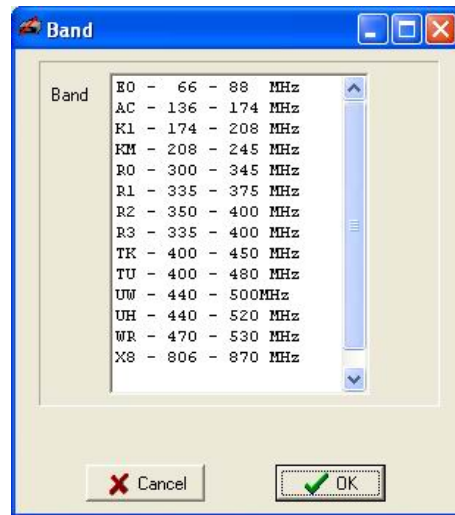 Band
Band
E0 -  66 - 88  MHz
AC - 136 - 174 MHz
K1 - 174 - 208 MHz
KM - 208 - 245 MHz
R0 - 300 - 345 MHz
R1 - 335 - 375 MHz
R2 - 350 - 400 MHz
R3 - 335 - 400 MHz
TK - 400 - 450 MHz
TU - 400 - 480 MHz
UW - 440 - 500MHz
UH - 440 - 520 MHz
WR - 470 - 530 MHz
X8 - 806 - 870 MHz
Cancel
OK